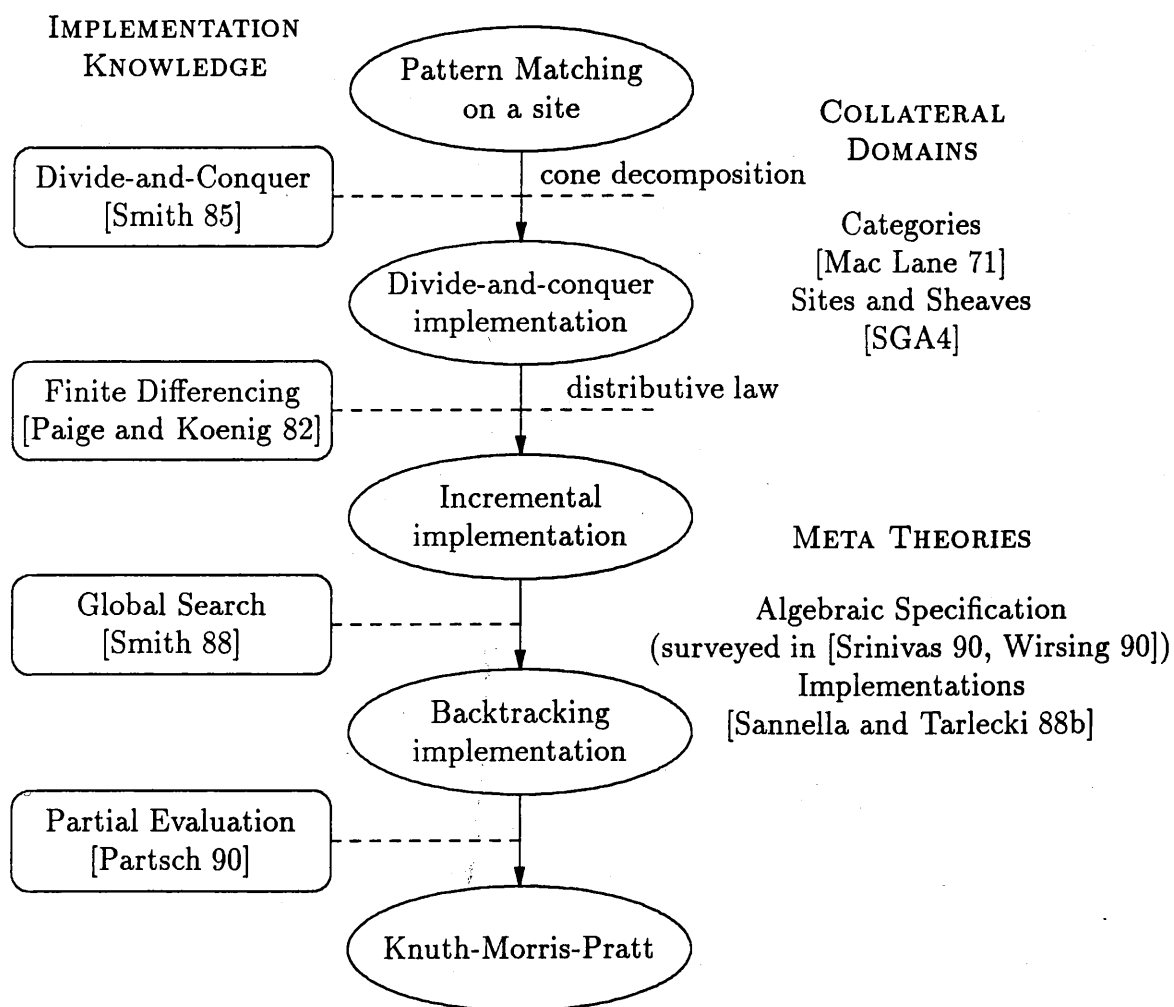 IMPLEMENTATION
KNOWLEDGE
Pattern Matching
on a site
COLLATERAL
DOMAINS
Divide-and-Conquer
[Smith 85]
cone decomposition
Categories
[Mac Lane 71]
Sites and Sheaves
[SGA4]
Divide-and-conquer
implementation
Finite Differencing
[Paige and Koenig 82]
distributive law
Incremental
implementation
META THEORIES
Global Search
[Smith 88]
Algebraic Specification
(surveyed in [Srinivas 90, Wirsing 90])
Implementations
[Sannella and Tarlecki 88b]
Backtracking
implementation
Partial Evaluation
[Partsch 90]
Knuth-Morris-Pratt